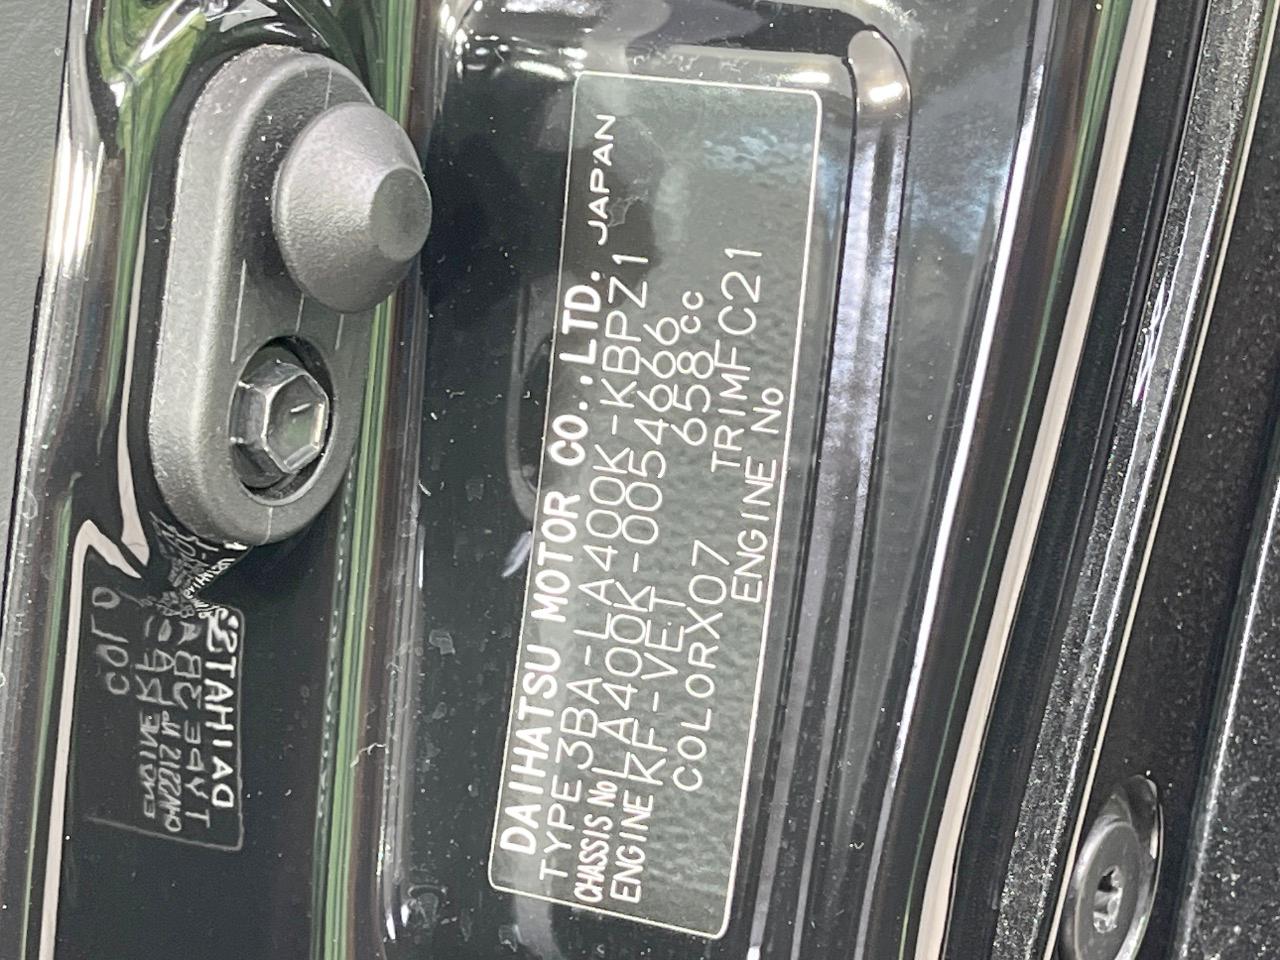 DAIHATSU MOTOR CO.,LTD. JAPAN
TYPE 3BA-LA400K-KBPZ1
CHASSIS No LA400K-0054666
ENGINE KF-VET 658cc
COLOR X07 TRIM FC21
ENGINE No